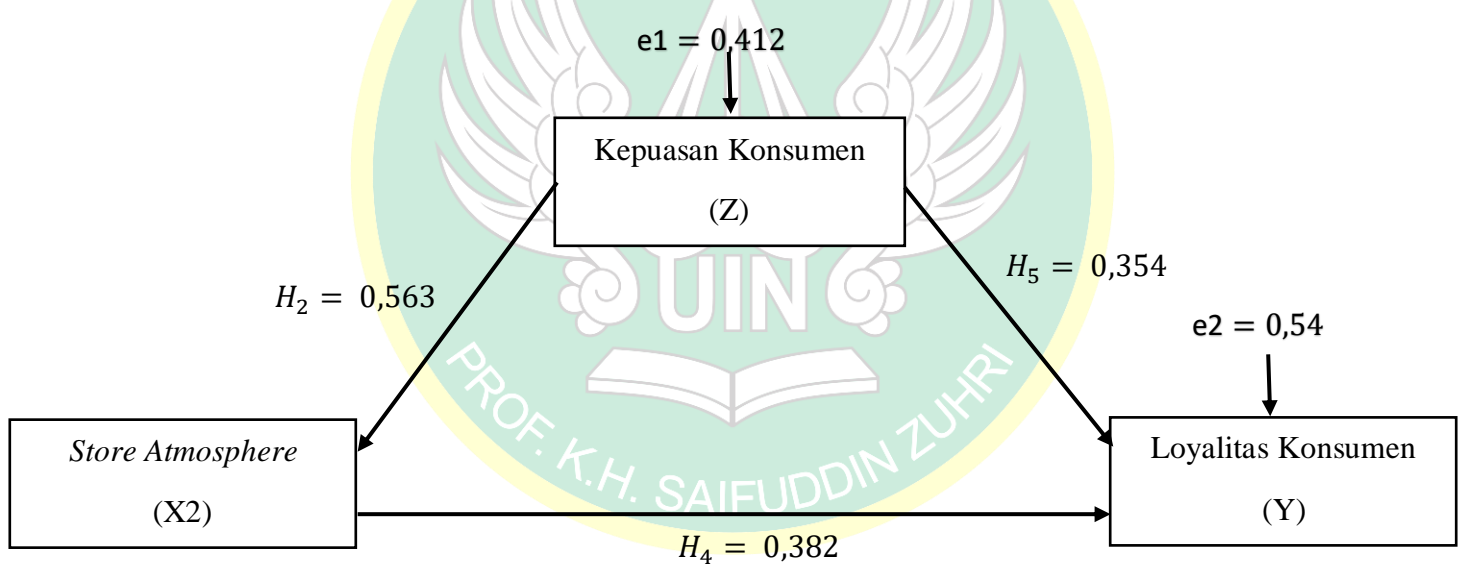 e1 = 0,412
Kepuasan Konsumen
(Z)
H₅ = 0,354
H₂ = 0,563
UIN
e2 = 0,54
PROF. K.H. SAIFUDDIN ZUHRI
Store Atmosphere
(X2)
Loyalitas Konsumen
(Y)
H₄ = 0,382